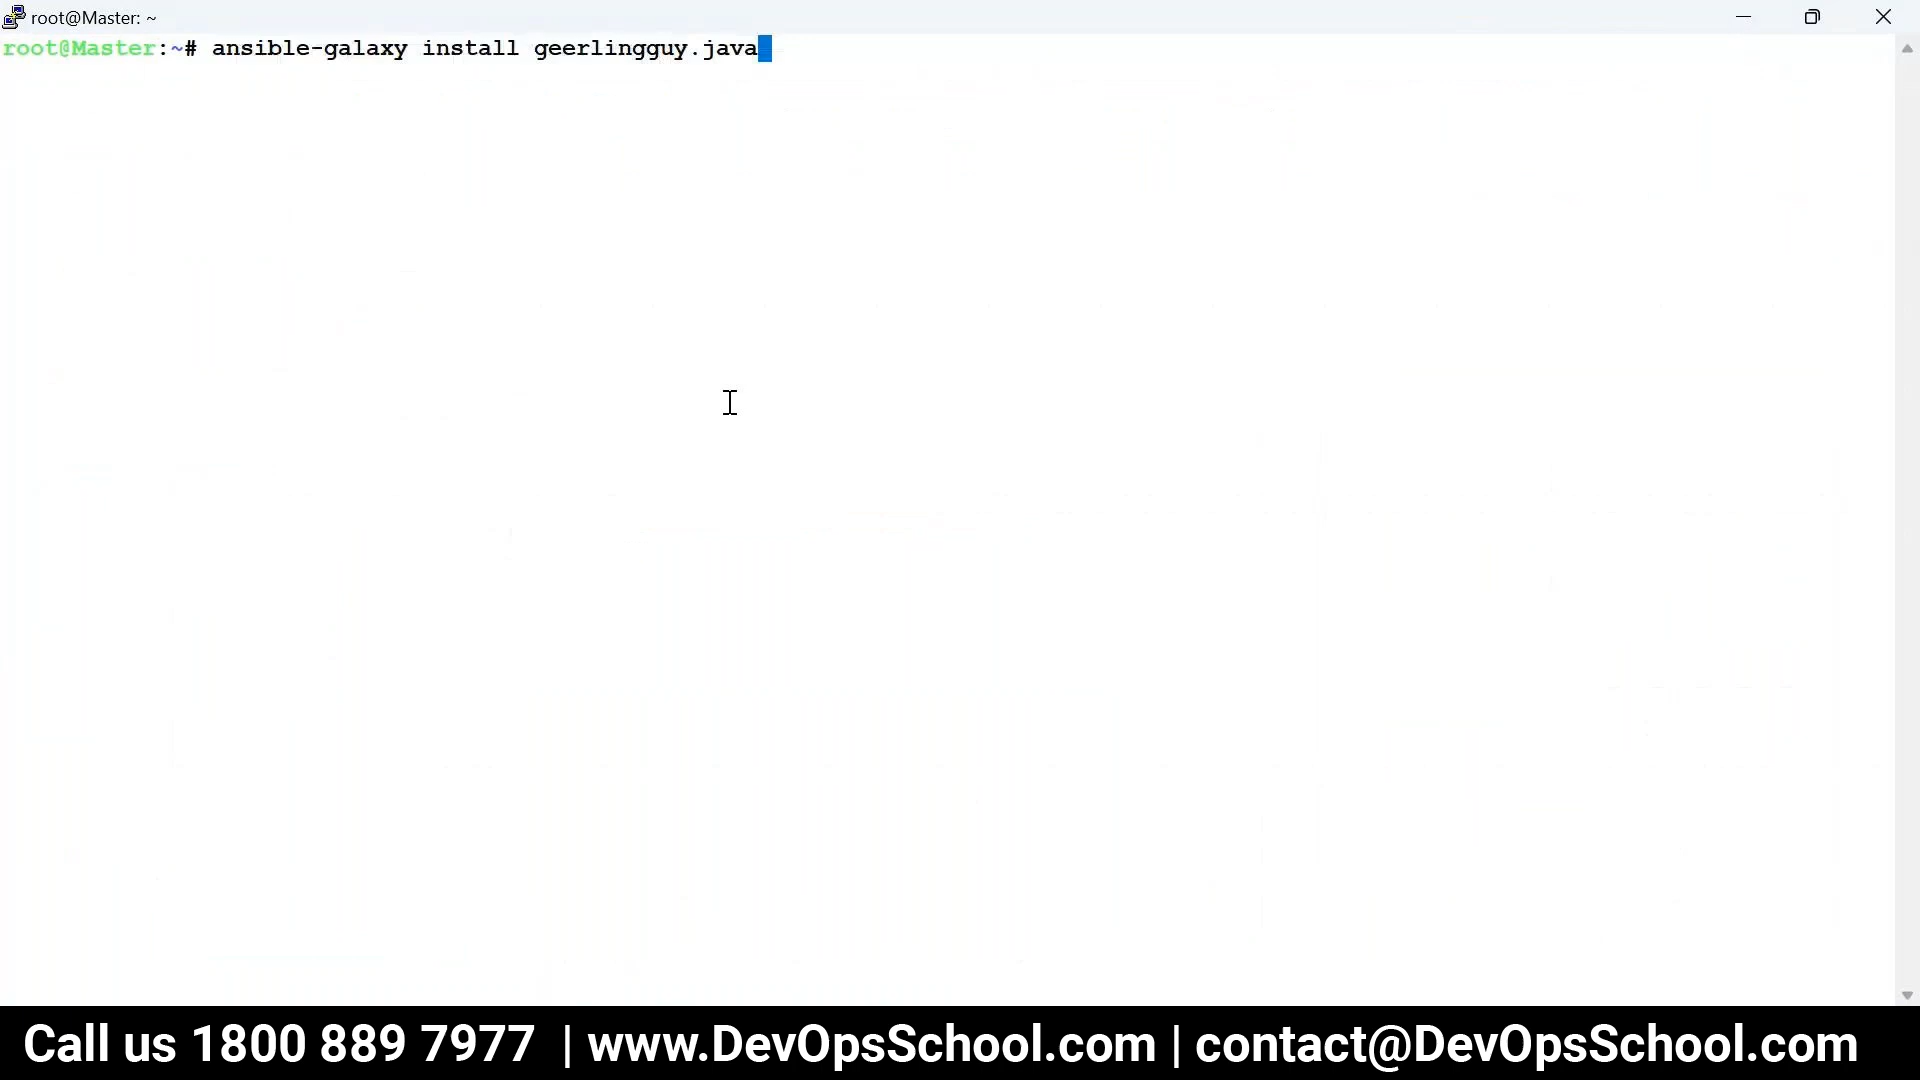 root@Master: ~
root@Master:~# ansible-galaxy install geerlingguy.java
Call us 1800 889 7977 | www.DevOpsSchool.com | contact@DevOpsSchool.com